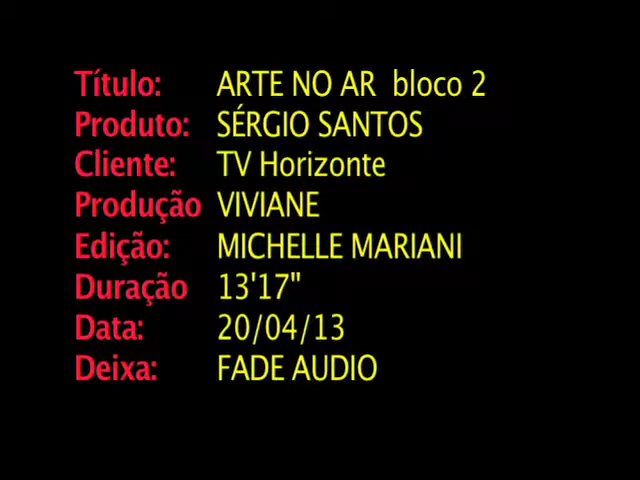 Título: ARTE NO AR bloco 2
Produto: SÉRGIO SANTOS
Cliente: TV Horizonte
Produção VIVIANE
Edição: MICHELLE MARIANI
Duração 13'17"
Data: 20/04/13
Deixa: FADE AUDIO